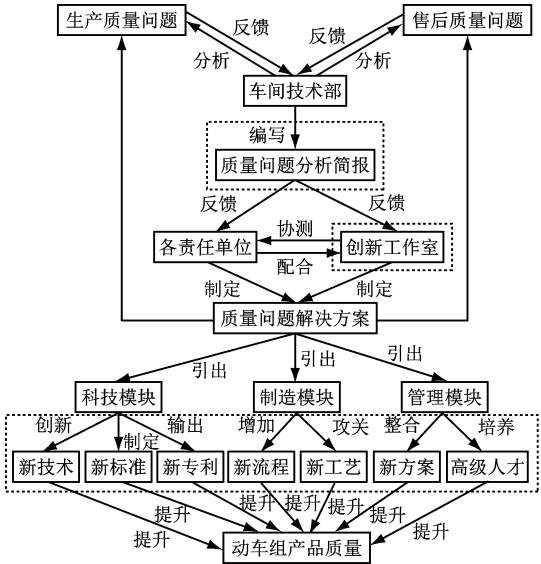 生产质量问题
售后质量问题
反馈
反馈
分析
分析
车间技术部
编写
质量问题分析简报
反馈
反馈
各责任单位
协测
配合
创新工作室
制定
制定
质量问题解决方案
引出
引出
引出
科技模块
制造模块
管理模块
创新
制定
输出
增加
攻关
整合
培养
新技术
新标准
新专利
新流程
新工艺
新方案
高级人才
提升
提升
提升
提升
提升
提升
动车组产品质量